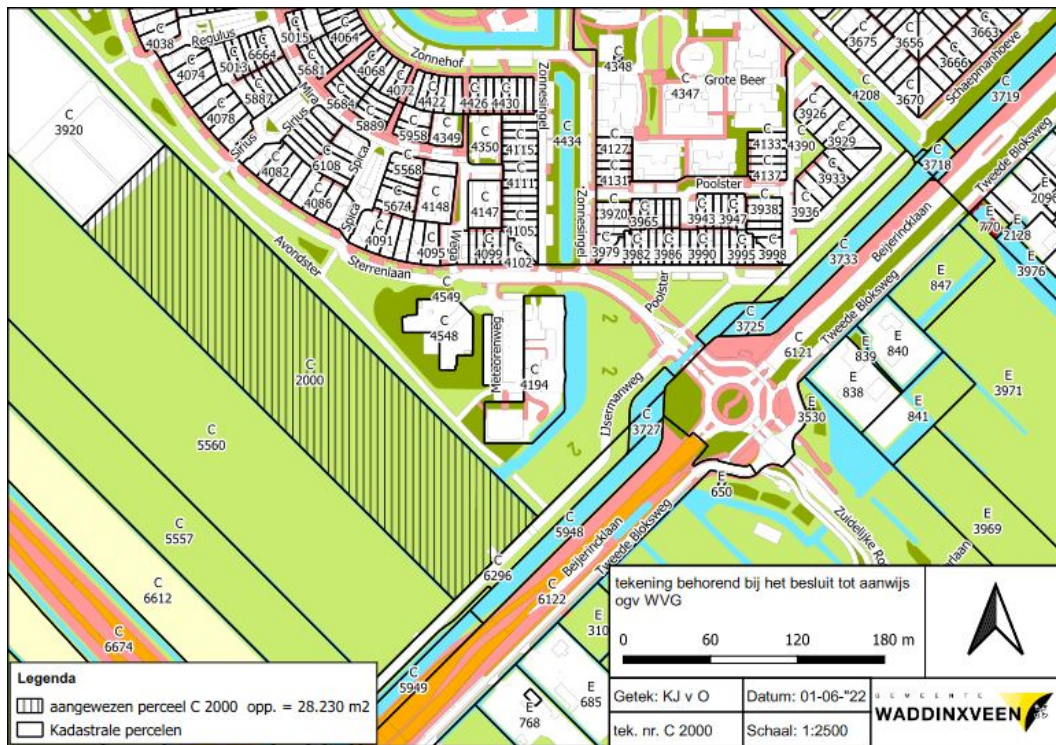 C
4038
Regulus
C
5015
C
4064
C
4074
C
5013
C
6664
C
5681
C
4068
Zonnehof
C
4072
C
4422
C
4426
C
4430
Zonnesingel
C
4348
C
4347
Grote Beer
C
3675
C
3656
C
3663
C
3666
C
3670
Schaepmanhoeve
C
3719
C
4208
C
3920
C
4078
C
5887
Mira
Sirius
C
5684
C
5889
C
5958
C
4349
C
4350
C
4115
C
4434
C
4127
C
4133
C
4390
C
3926
C
3929
C
3718
Tweede Bloksweg
Sirius
C
4082
C
6108
Spica
C
5568
C
4111
C
4131
C
4137
C
3933
C
4086
C
5674
C
4148
C
4147
Poolster
C
3936
E
770
E
2128
E
3976
Spica
C
4091
C
4095
Wega
C
4099
C
4105
C
4102
Zonnesingel
C
3970
C
3965
C
3943
C
3947
C
3938
C
3979
C
3982
C
3986
C
3990
C
3995
C
3998
C
3733
Beijerincklaan
Avondster
Sterrenlaan
C
4549
C
4548
Meteorenweg
C
4194
Poolster
C
3725
C
6121
Tweede Bloksweg
E
847
E
839
E
840
E
838
E
841
E
3971
C
2000
IJsermanweg
C
3727
E
3530
C
5560
E
650
Zuidelijke
E
3969
C
5557
C
5948
Beijerincklaan
Tweede Bloksweg
C
6296
C
6122
C
6612
C
6674
C
5949
E
768
E
685
310
tekening behorend bij het besluit tot aanwijs
ogv WVG
0 60 120 180 m
Legenda
aangewezen perceel C 2000 opp. = 28.230 m2
Kadastrale percelen
Getek: KJ v O
Datum: 01-06-"22
tek. nr. C 2000
Schaal: 1:2500
GEMEENTE
WADDINXVEEN